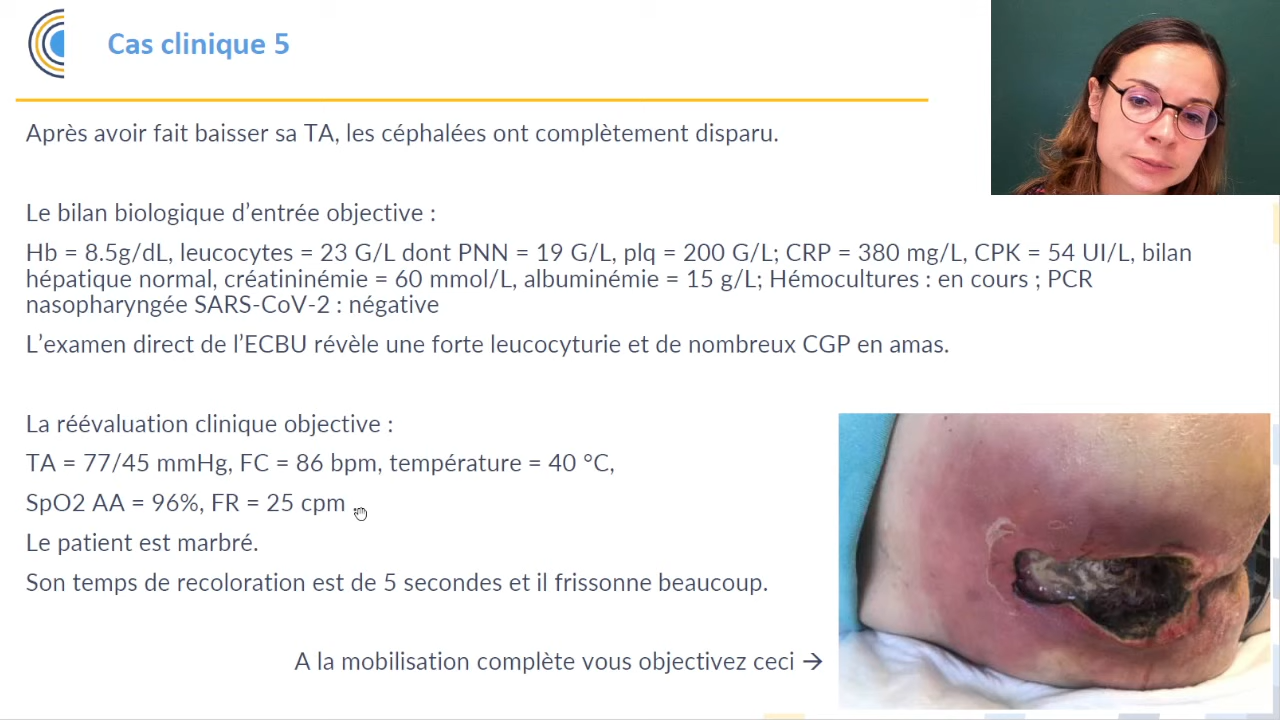 Cas clinique 5
Après avoir fait baisser sa TA, les céphalées ont complètement disparu.
Le bilan biologique d'entrée objective :
Hb = 8.5g/dL, leucocytes = 23 G/L dont PNN = 19 G/L, plq = 200 G/L; CRP = 380 mg/L, CPK = 54 UI/L, bilan
hépatique normal, créatininémie = 60 mmol/L, albuminémie = 15 g/L; Hémocultures : en cours ; PCR
nasopharyngée SARS-CoV-2 : négative
L'examen direct de l'ECBU révèle une forte leucocyturie et de nombreux CGP en amas.
La réévaluation clinique objective :
TA = 77/45 mmHg, FC = 86 bpm, température = 40 °C,
SpO2 AA = 96%, FR = 25 cpm
Le patient est marbré.
Son temps de recoloration est de 5 secondes et il frissonne beaucoup.
A la mobilisation complète vous objectivez ceci →